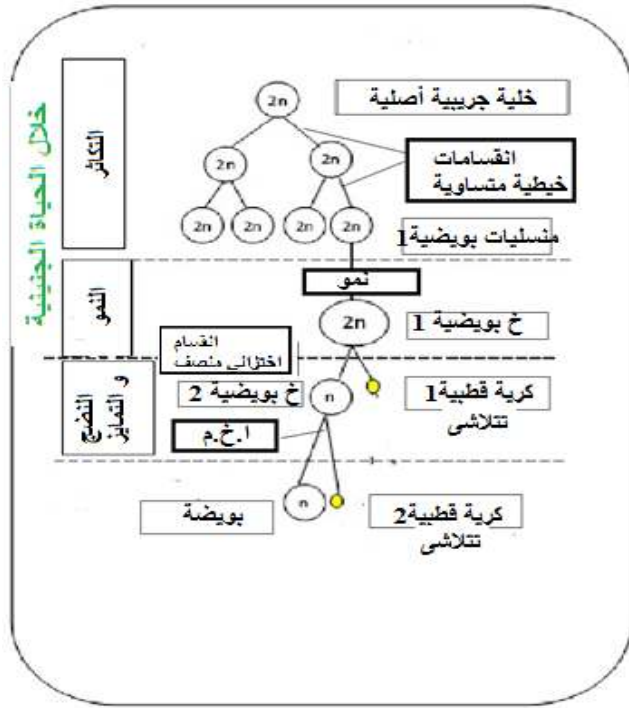 خلال الحياة الجنينية
التكاثر
2n
خلية جريبية أصلية
2n
2n
انقسامات
خيطية متساوية
2n
2n
2n
2n
منسليات بويضية1
النمو
نمو
2n
خ بويضية 1
النضج
و التمايز
انقسام
اختزالي منصف
خ بويضية 2
n
كرية قطبية1
تتلاشى
ا.خ.م
بويضة
n
كرية قطبية2
تتلاشى